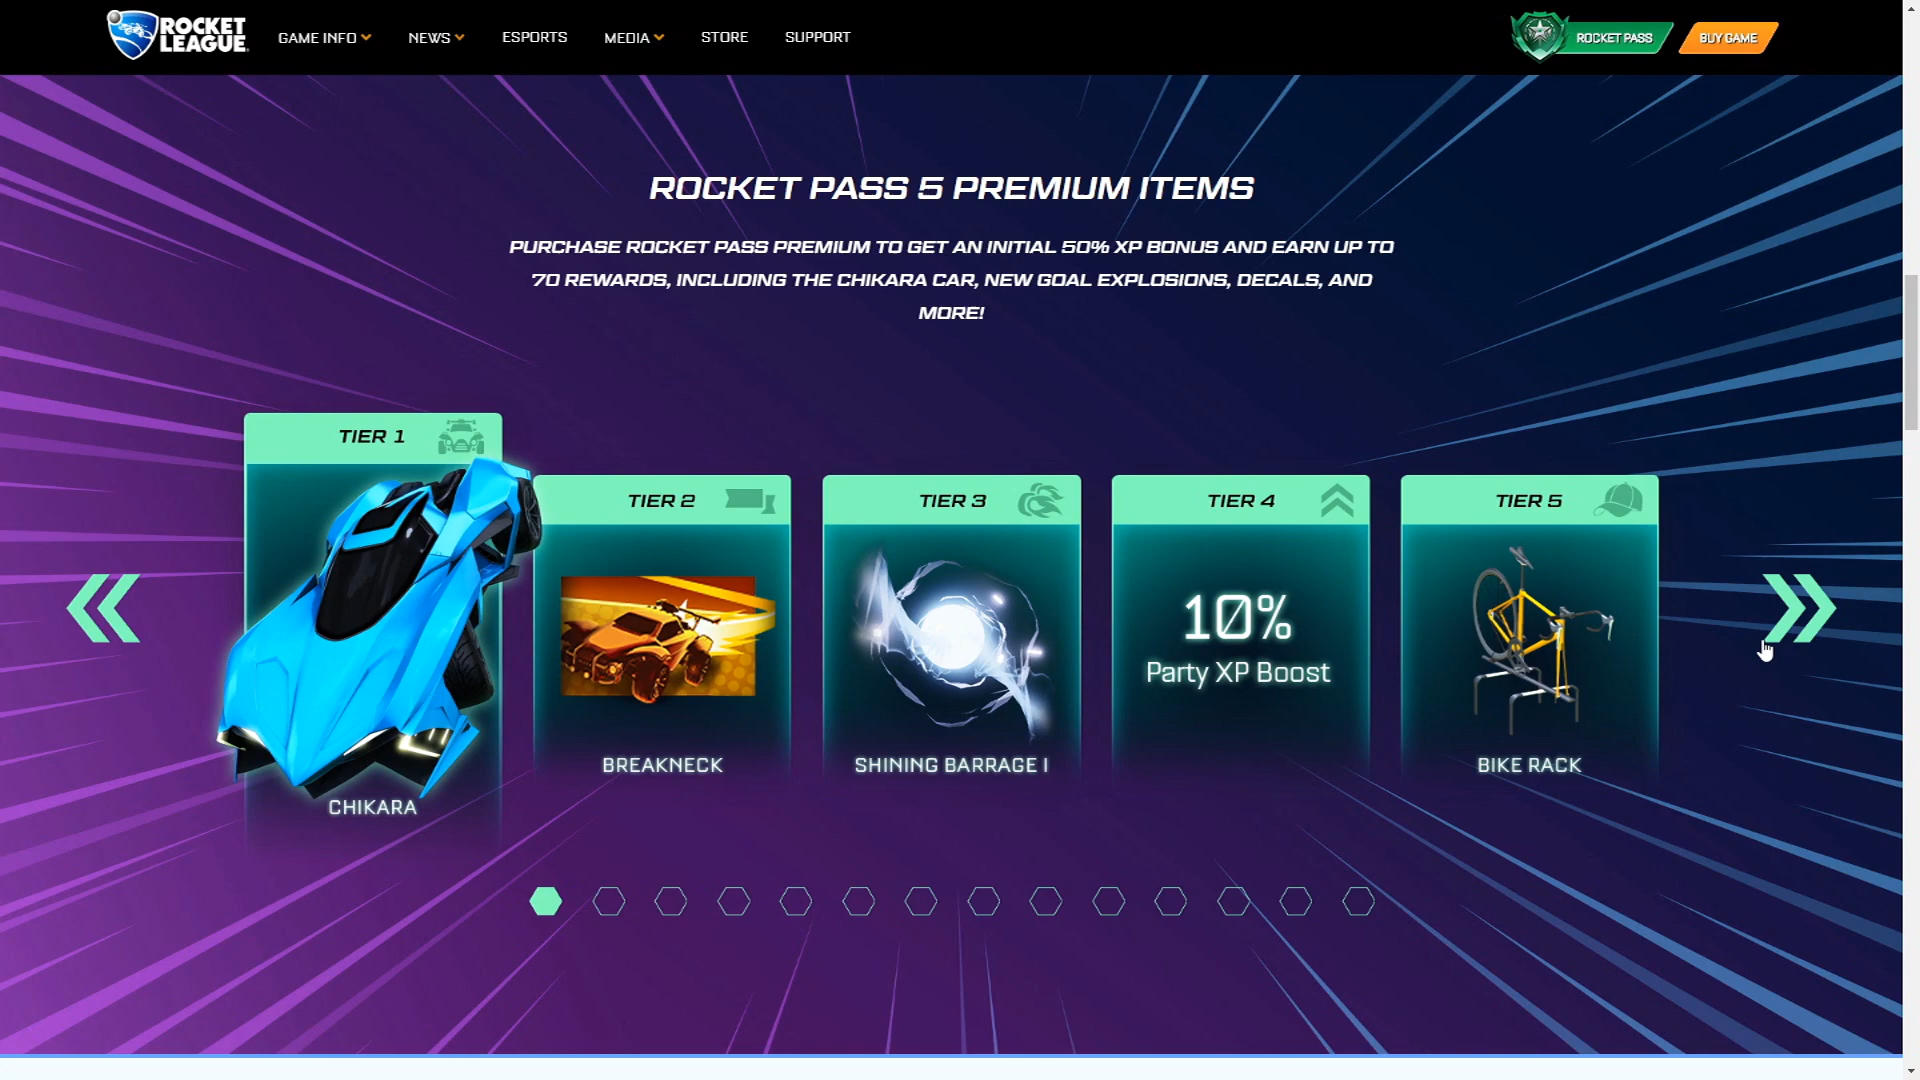 ROCKET
LEAGUE
GAME INFO
NEWS
ESPORTS
MEDIA
STORE
SUPPORT
ROCKET PASS
BUY GAME
ROCKET PASS 5 PREMIUM ITEMS
PURCHASE ROCKET PASS PREMIUM TO GET AN INITIAL 50% XP BONUS AND EARN UP TO
70 REWARDS, INCLUDING THE CHIKARA CAR, NEW GOAL EXPLOSIONS, DECALS, AND
MORE!
TIER 1
CHIKARA
TIER 2
BREAKNECK
TIER 3
SHINING BARRAGE I
TIER 4
10%
Party XP Boost
TIER 5
BIKE RACK